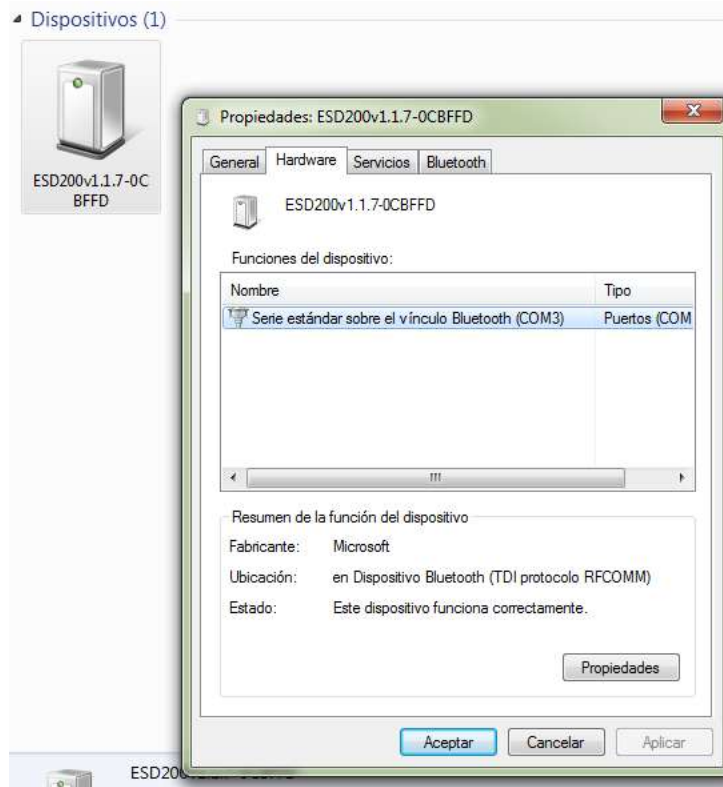 Dispositivos (1)
ESD200v1.1.7-0C
BFFD
Propiedades: ESD200v1.1.7-0CBFFD
General Hardware Servicios Bluetooth
ESD200v1.1.7-0CBFFD
Funciones del dispositivo:
Nombre Tipo
Serie estándar sobre el vínculo Bluetooth (COM3) Puertos (COM
Resumen de la función del dispositivo
Fabricante: Microsoft
Ubicación: en Dispositivo Bluetooth (TDI protocolo RFCOMM)
Estado: Este dispositivo funciona correctamente.
Propiedades
Aceptar Cancelar Aplicar
ESD200